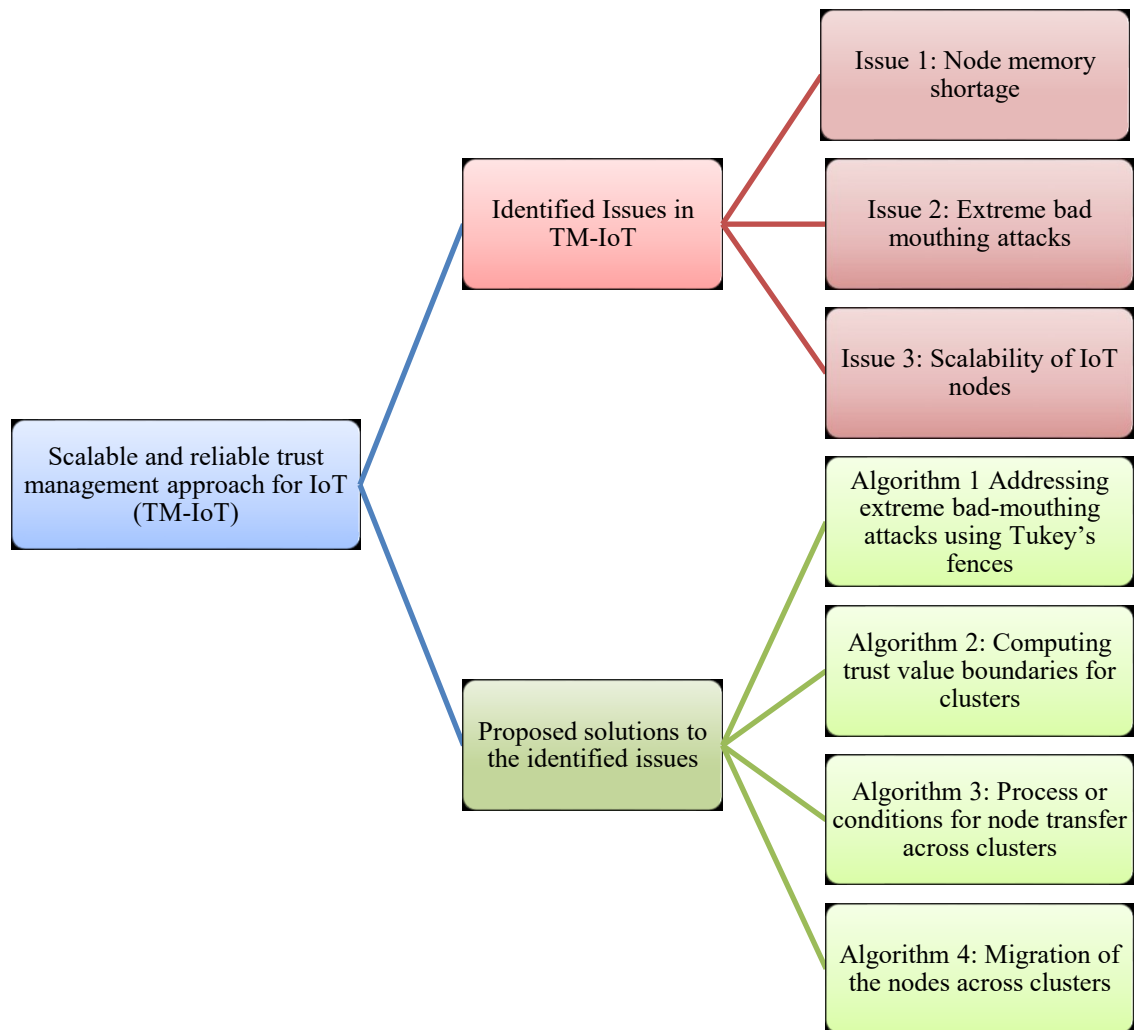 Scalable and reliable trust
management approach for IoT
(TM-IoT)
Identified Issues in
TM-IoT
Issue 1: Node memory
shortage
Issue 2: Extreme bad
mouthing attacks
Issue 3: Scalability of IoT
nodes
Proposed solutions to
the identified issues
Algorithm 1 Addressing
extreme bad-mouthing
attacks using Tukey’s
fences
Algorithm 2: Computing
trust value boundaries for
clusters
Algorithm 3: Process or
conditions for node transfer
across clusters
Algorithm 4: Migration of
the nodes across clusters